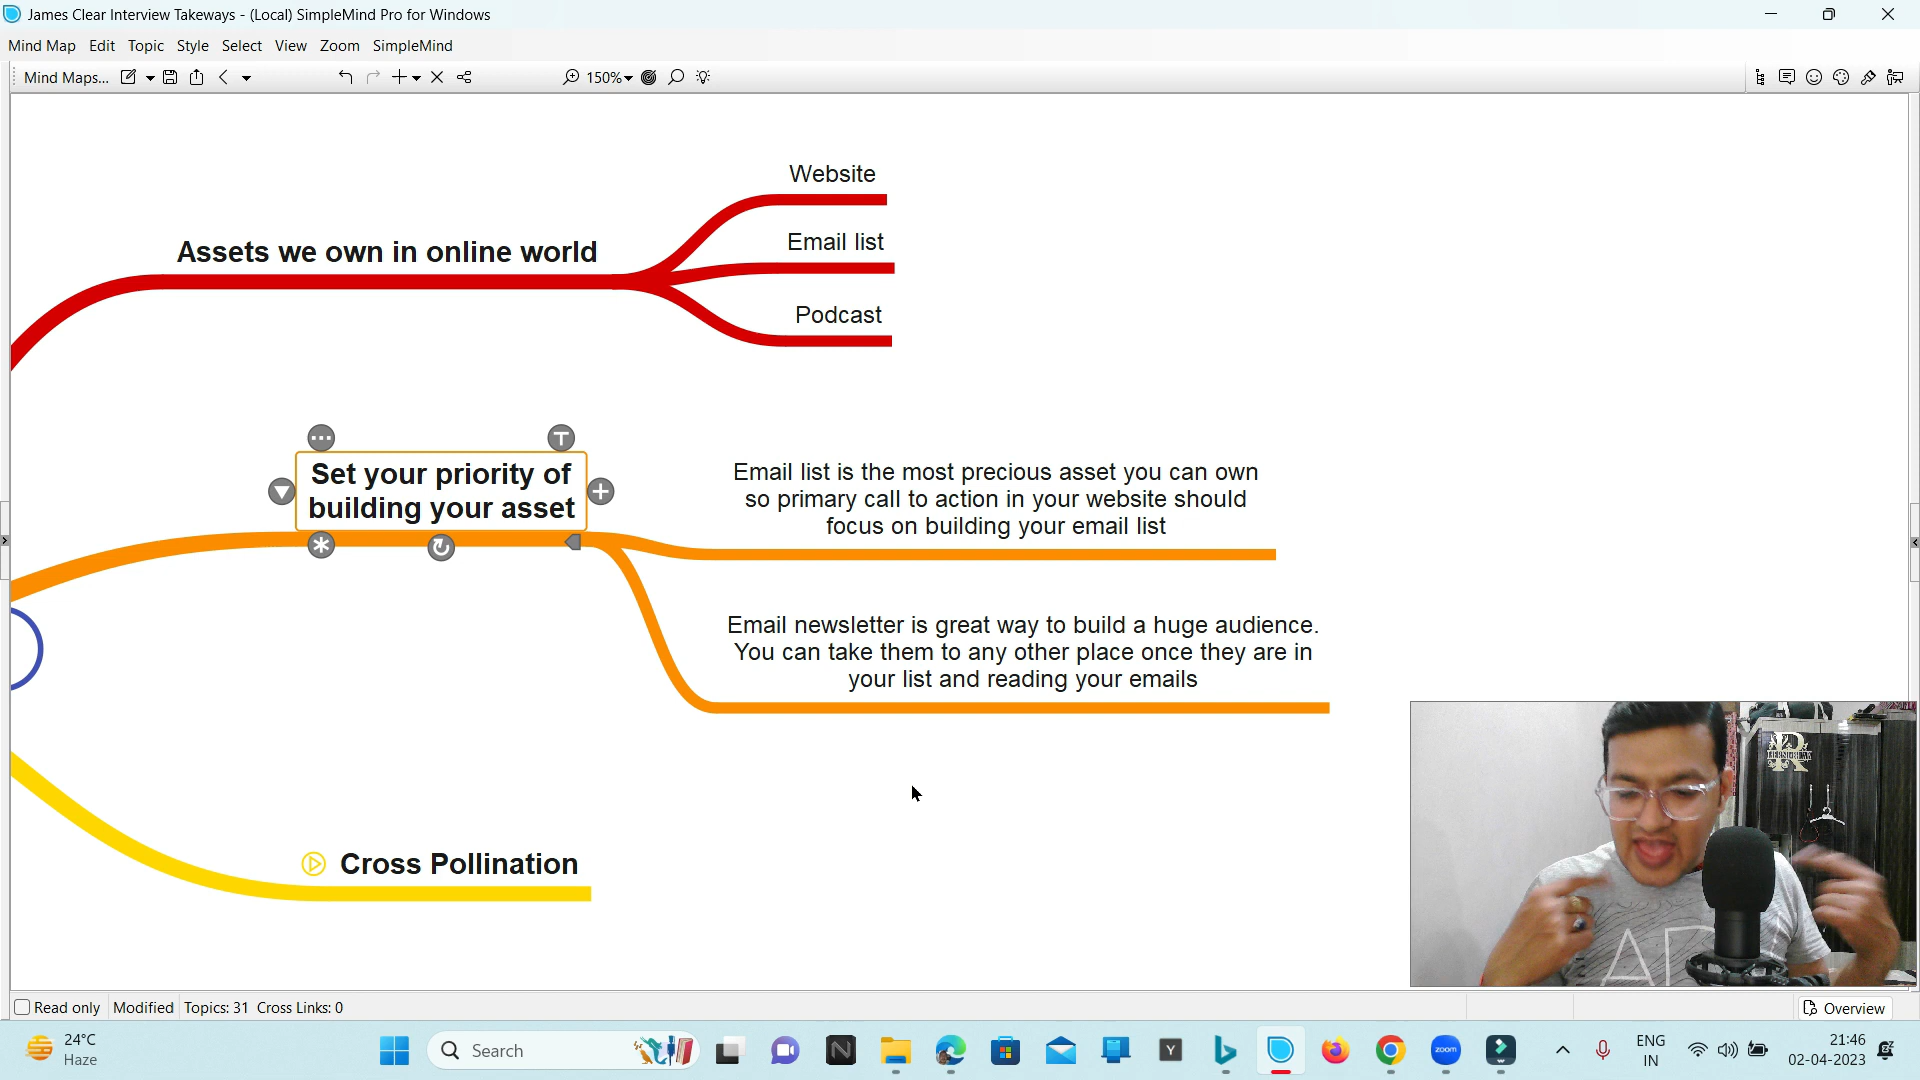 James Clear Interview Takeways - (Local) SimpleMind Pro for Windows
Mind Map Edit Topic Style Select View Zoom SimpleMind
Mind Maps... 150%
Website
Email list
Podcast
Assets we own in online world
Set your priority of
building your asset
Email list is the most precious asset you can own
so primary call to action in your website should
focus on building your email list
Email newsletter is great way to build a huge audience.
You can take them to any other place once they are in
your list and reading your emails
Cross Pollination
Read only Modified Topics: 31 Cross Links: 0 Overview
24°C
Haze
Search
zoom
ENG
IN
21:46
02-04-2023